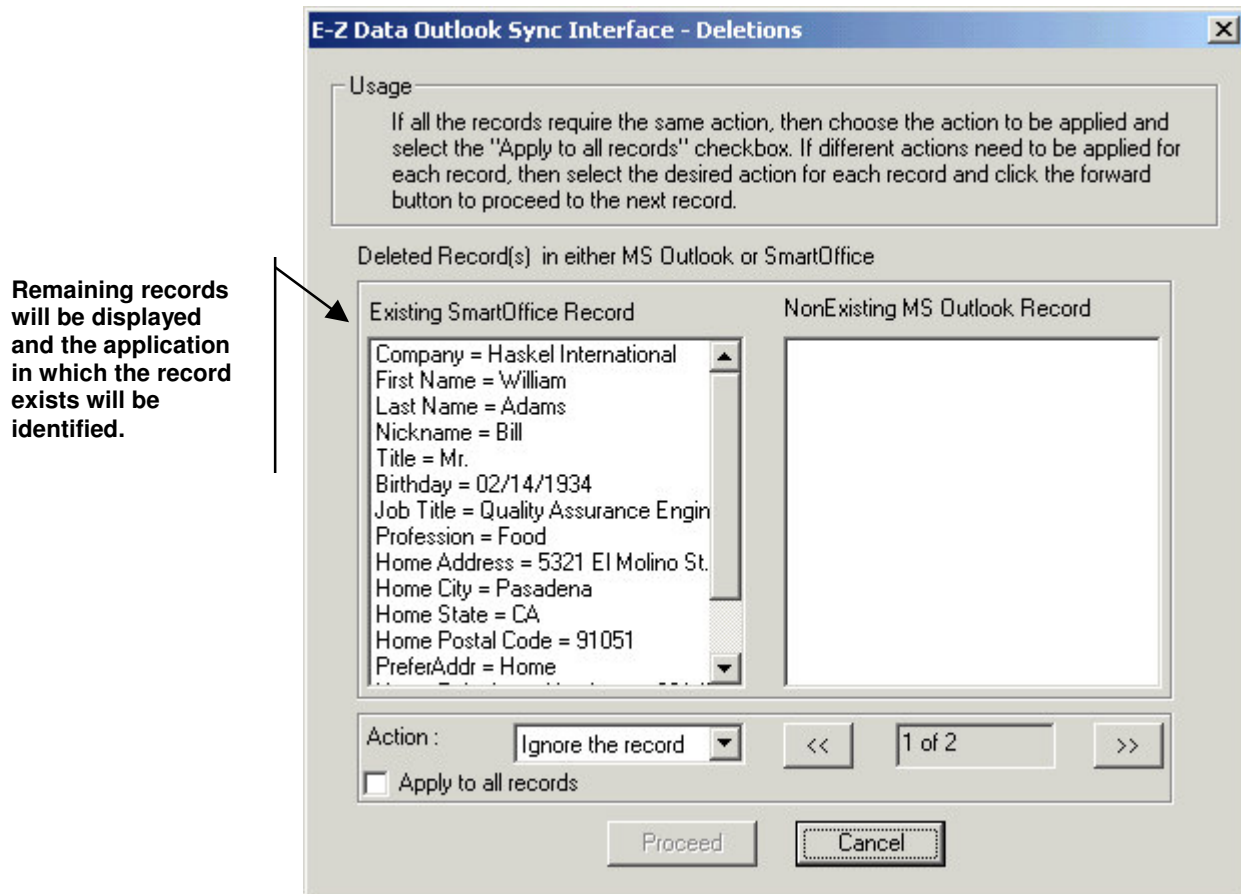 E-Z Data Outlook Sync Interface - Deletions
Usage
If all the records require the same action, then choose the action to be applied and
select the "Apply to all records" checkbox. If different actions need to be applied for
each record, then select the desired action for each record and click the forward
button to proceed to the next record.
Deleted Record(s) in either MS Outlook or SmartOffice
Remaining records
will be displayed
and the application
in which the record
exists will be
identified.
Existing SmartOffice Record
Company = Haskel International
First Name = William
Last Name = Adams
Nickname = Bill
Title = Mr.
Birthday = 02/14/1934
Job Title = Quality Assurance Engin
Profession = Food
Home Address = 5321 El Molino St.
Home City = Pasadena
Home State = CA
Home Postal Code = 91051
PreferAddr = Home
NonExisting MS Outlook Record
Action :
Ignore the record
<<
1 of 2
>>
Apply to all records
Proceed
Cancel